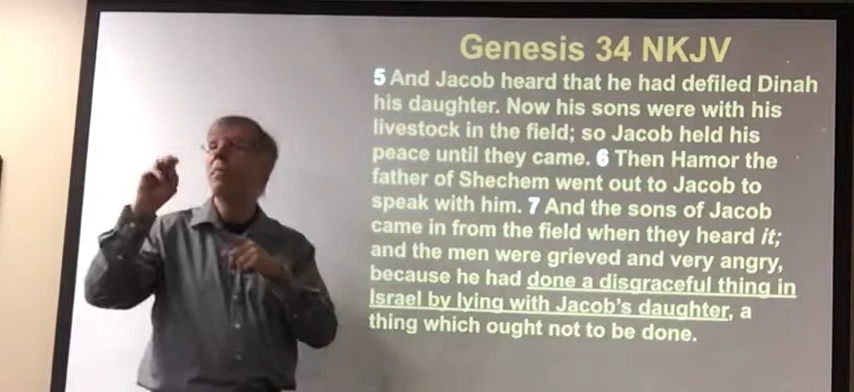 Genesis 34 NKJV
5 And Jacob heard that he had defiled Dinah
his daughter. Now his sons were with his
livestock in the field; so Jacob held his
peace until they came. 6 Then Hamor the
father of Shechem went out to Jacob to
speak with him. 7 And the sons of Jacob
came in from the field when they heard it;
and the men were grieved and very angry,
because he had done a disgraceful thing in
Israel by lying with Jacob's daughter, a
thing which ought not to be done.